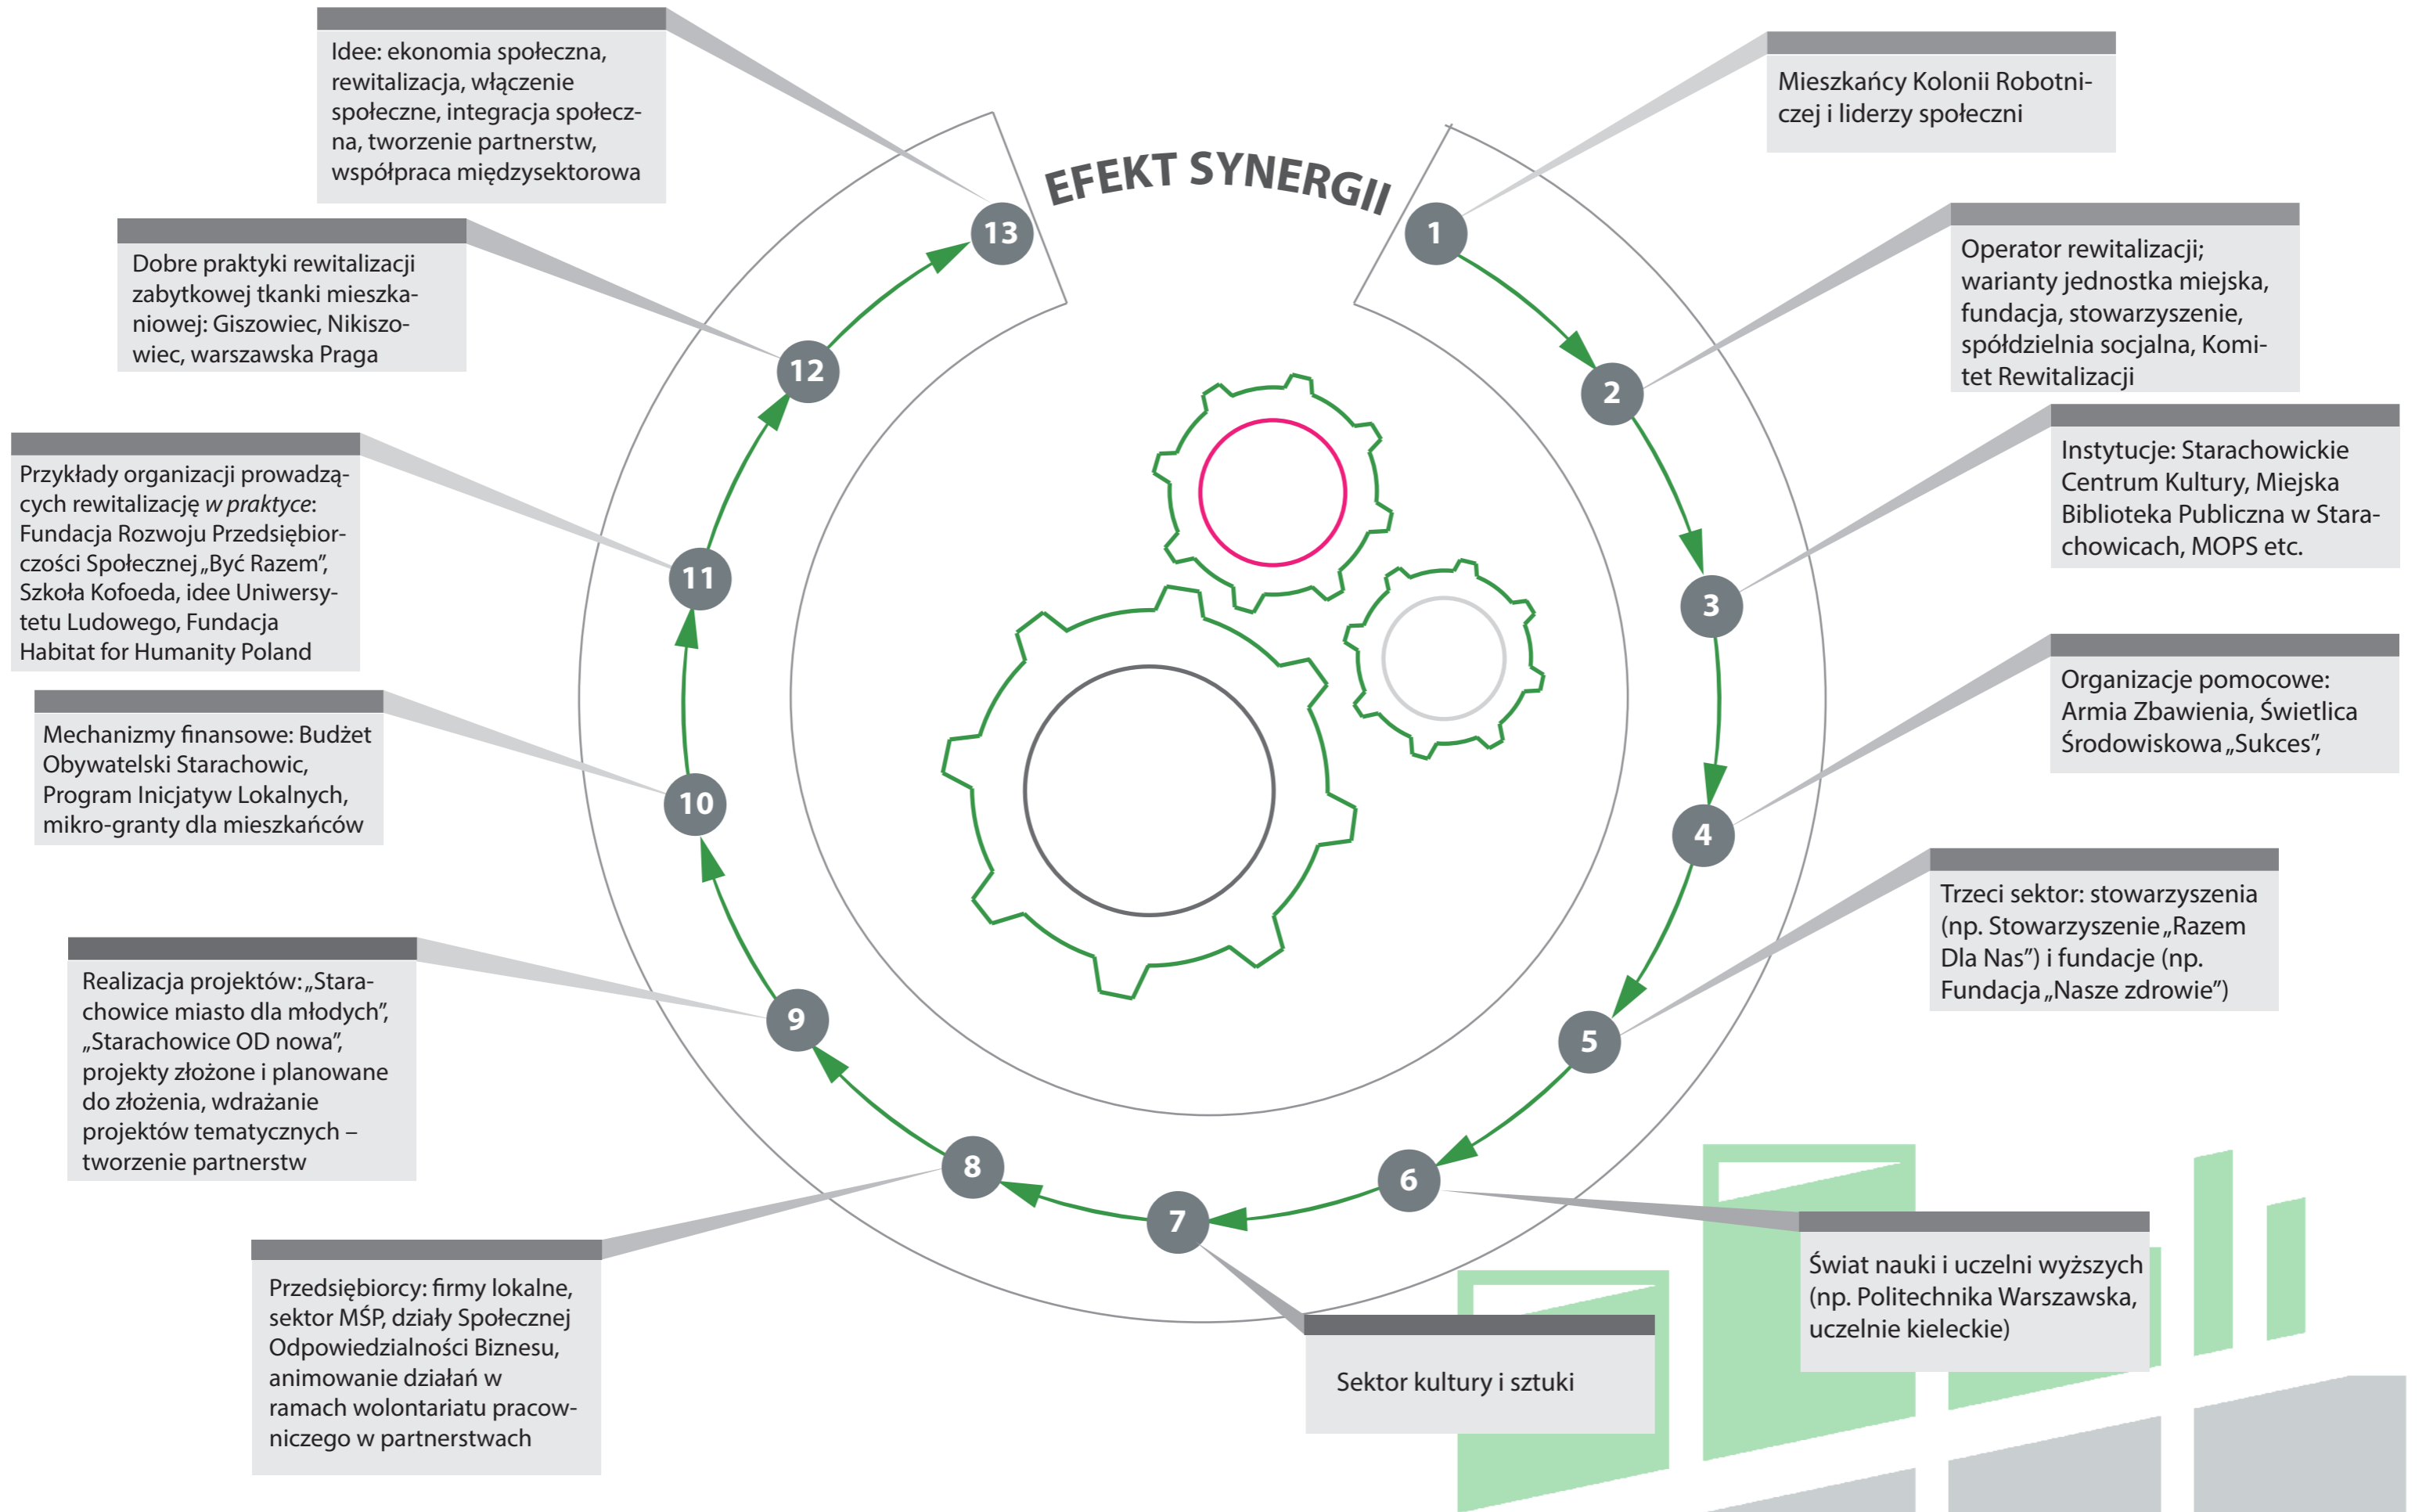 EFEKT SYNERGII
1
Mieszkańcy Kolonii Robotni-
czej i liderzy społeczni
2
Operator rewitalizacji;
warianty jednostka miejska,
fundacja, stowarzyszenie,
spółdzielnia socjalna, Komi-
tet Rewitalizacji
3
Instytucje: Starachowickie
Centrum Kultury, Miejska
Biblioteka Publiczna w Stara-
chowicach, MOPS etc.
4
Organizacje pomocowe:
Armia Zbawienia, Świetlica
Środowiskowa „Sukces”,
5
Trzeci sektor: stowarzyszenia
(np. Stowarzyszenie „Razem
Dla Nas”) i fundacje (np.
Fundacja „Nasze zdrowie”)
6
Świat nauki i uczelni wyższych
(np. Politechnika Warszawska,
uczelnie kieleckie)
7
Sektor kultury i sztuki
8
Przedsiębiorcy: firmy lokalne,
sektor MŚP, działy Społecznej
Odpowiedzialności Biznesu,
animowanie działań w
ramach wolontariatu pracow-
niczego w partnerstwach
9
Realizacja projektów: „Stara-
chowice miasto dla młodych”,
„Starachowice OD nowa”,
projekty złożone i planowane
do złożenia, wdrażanie
projektów tematycznych –
tworzenie partnerstw
10
Mechanizmy finansowe: Budżet
Obywatelski Starachowic,
Program Inicjatyw Lokalnych,
mikro-granty dla mieszkańców
11
Przykłady organizacji prowadzą-
cych rewitalizację w praktyce:
Fundacja Rozwoju Przedsiębior-
czości Społecznej „Być Razem”,
Szkoła Kofoeda, idee Uniwersy-
tetu Ludowego, Fundacja
Habitat for Humanity Poland
12
Dobre praktyki rewitalizacji
zabytkowej tkanki mieszka-
niowej: Giszowiec, Nikiszo-
wiec, warszawska Praga
13
Idee: ekonomia społeczna,
rewitalizacja, włączenie
społeczne, integracja społecz-
na, tworzenie partnerstw,
współpraca międzysektorowa